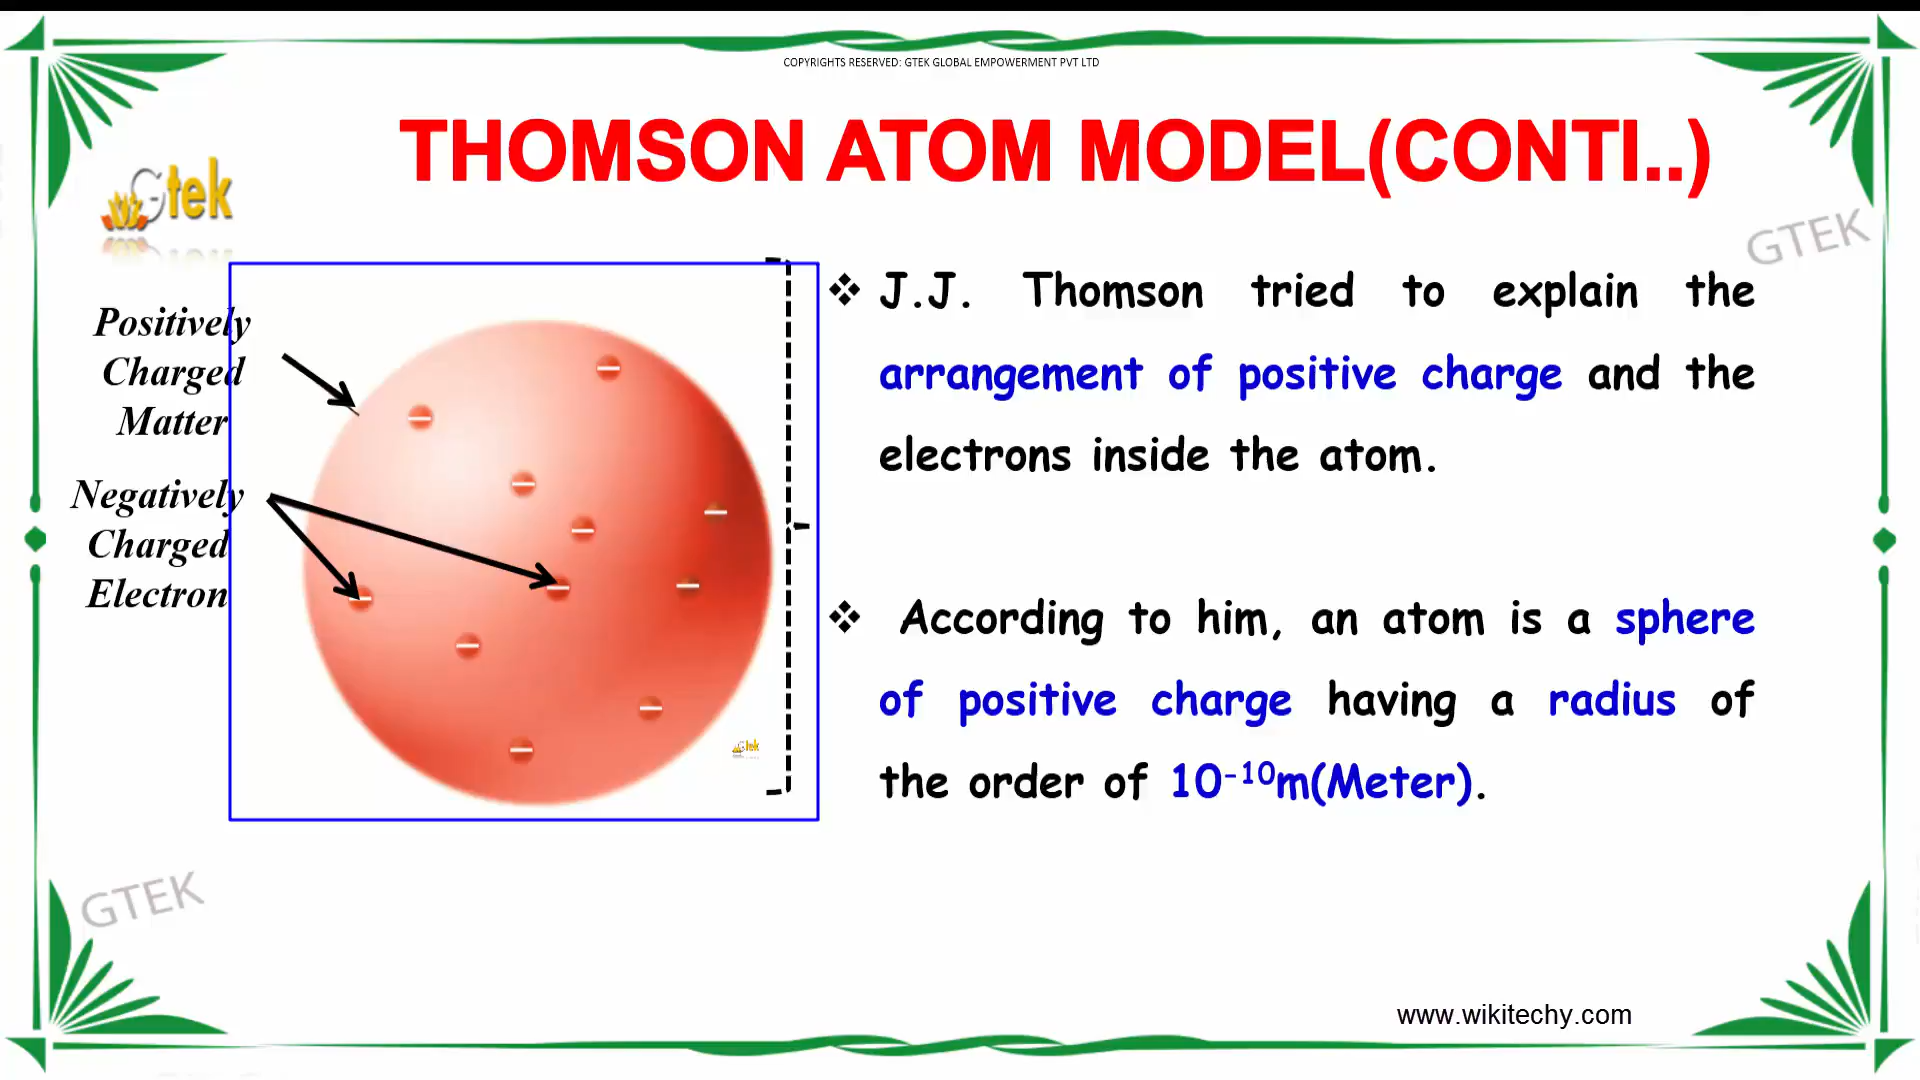 COPYRIGHTS RESERVED: GTEK GLOBAL EMPOWERMENT PVT LTD
THOMSON ATOM MODEL(CONTI..)
Gtek
GTEK
Positively
Charged
Matter
Negatively
Charged
Electron
Gtek
❖ J.J. Thomson tried to explain the
arrangement of positive charge and the
electrons inside the atom.
❖ According to him, an atom is a sphere
of positive charge having a radius of
the order of 10⁻¹⁰m(Meter).
GTEK
www.wikitechy.com